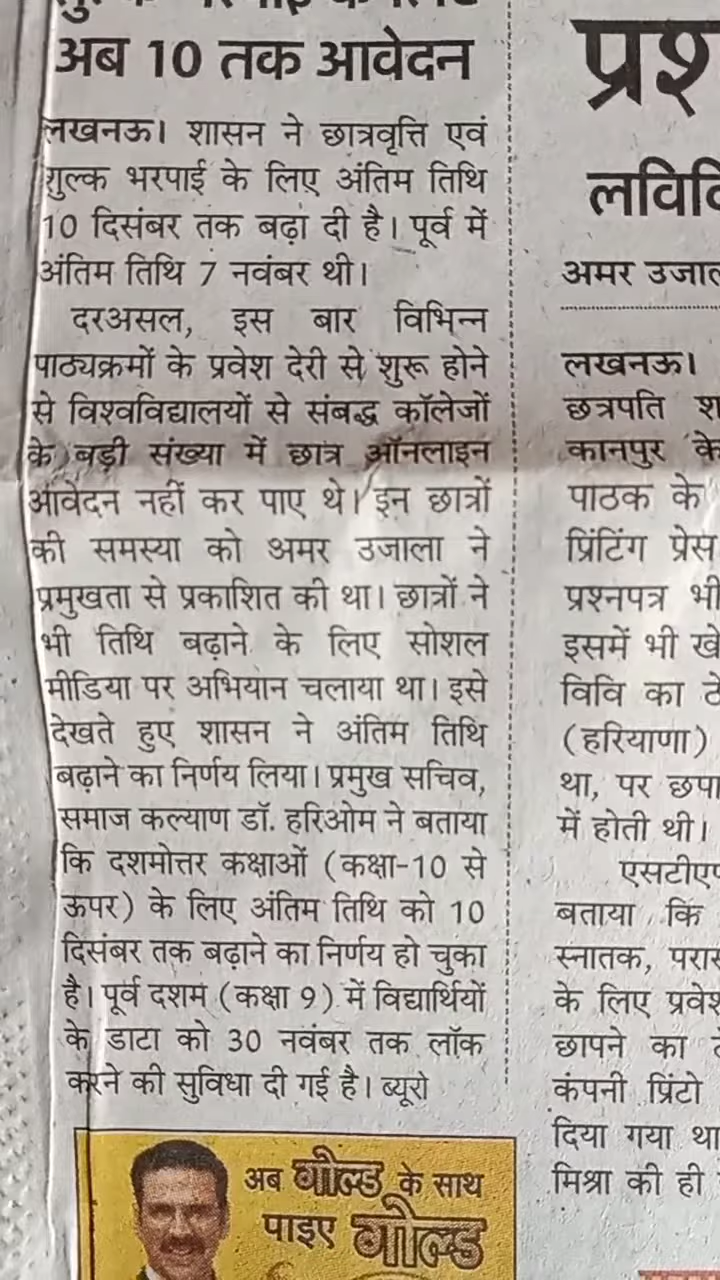 अब 10 तक आवेदन
लखनऊ। शासन ने छात्रवृत्ति एवं
शुल्क भरपाई के लिए अंतिम तिथि
10 दिसंबर तक बढ़ा दी है। पूर्व में
अंतिम तिथि 7 नवंबर थी।
दरअसल, इस बार विभिन्न
पाठ्यक्रमों के प्रवेश देरी से शुरू होने
से विश्वविद्यालयों से संबद्ध कॉलेजों
के बड़ी संख्या में छात्र ऑनलाइन
आवेदन नहीं कर पाए थे। इन छात्रों
की समस्या को अमर उजाला ने
प्रमुखता से प्रकाशित की था। छात्रों ने
भी तिथि बढ़ाने के लिए सोशल
मीडिया पर अभियान चलाया था। इसे
देखते हुए शासन ने अंतिम तिथि
बढ़ाने का निर्णय लिया। प्रमुख सचिव,
समाज कल्याण डॉ. हरिओम ने बताया
कि दशमोत्तर कक्षाओं (कक्षा-10 से
ऊपर) के लिए अंतिम तिथि को 10
दिसंबर तक बढ़ाने का निर्णय हो चुका
है। पूर्व दशम (कक्षा 9) में विद्यार्थियों
के डाटा को 30 नवंबर तक लॉक
करने की सुविधा दी गई है। ब्यूरो
अब गोल्ड के साथ
पाइए गोल्ड
अमर
लखनऊ।
छत्रपति
कानपुर के
पाठक के
प्रिंटिंग प्रेस
प्रश्नपत्र भी
इसमें भी
विवि का
(हरियाणा)
था, पर
में होती थी।
बताया कि
स्नातक,
के लिए
छापने का
कंपनी प्रिंटो
दिया गया था
मिश्रा की ही